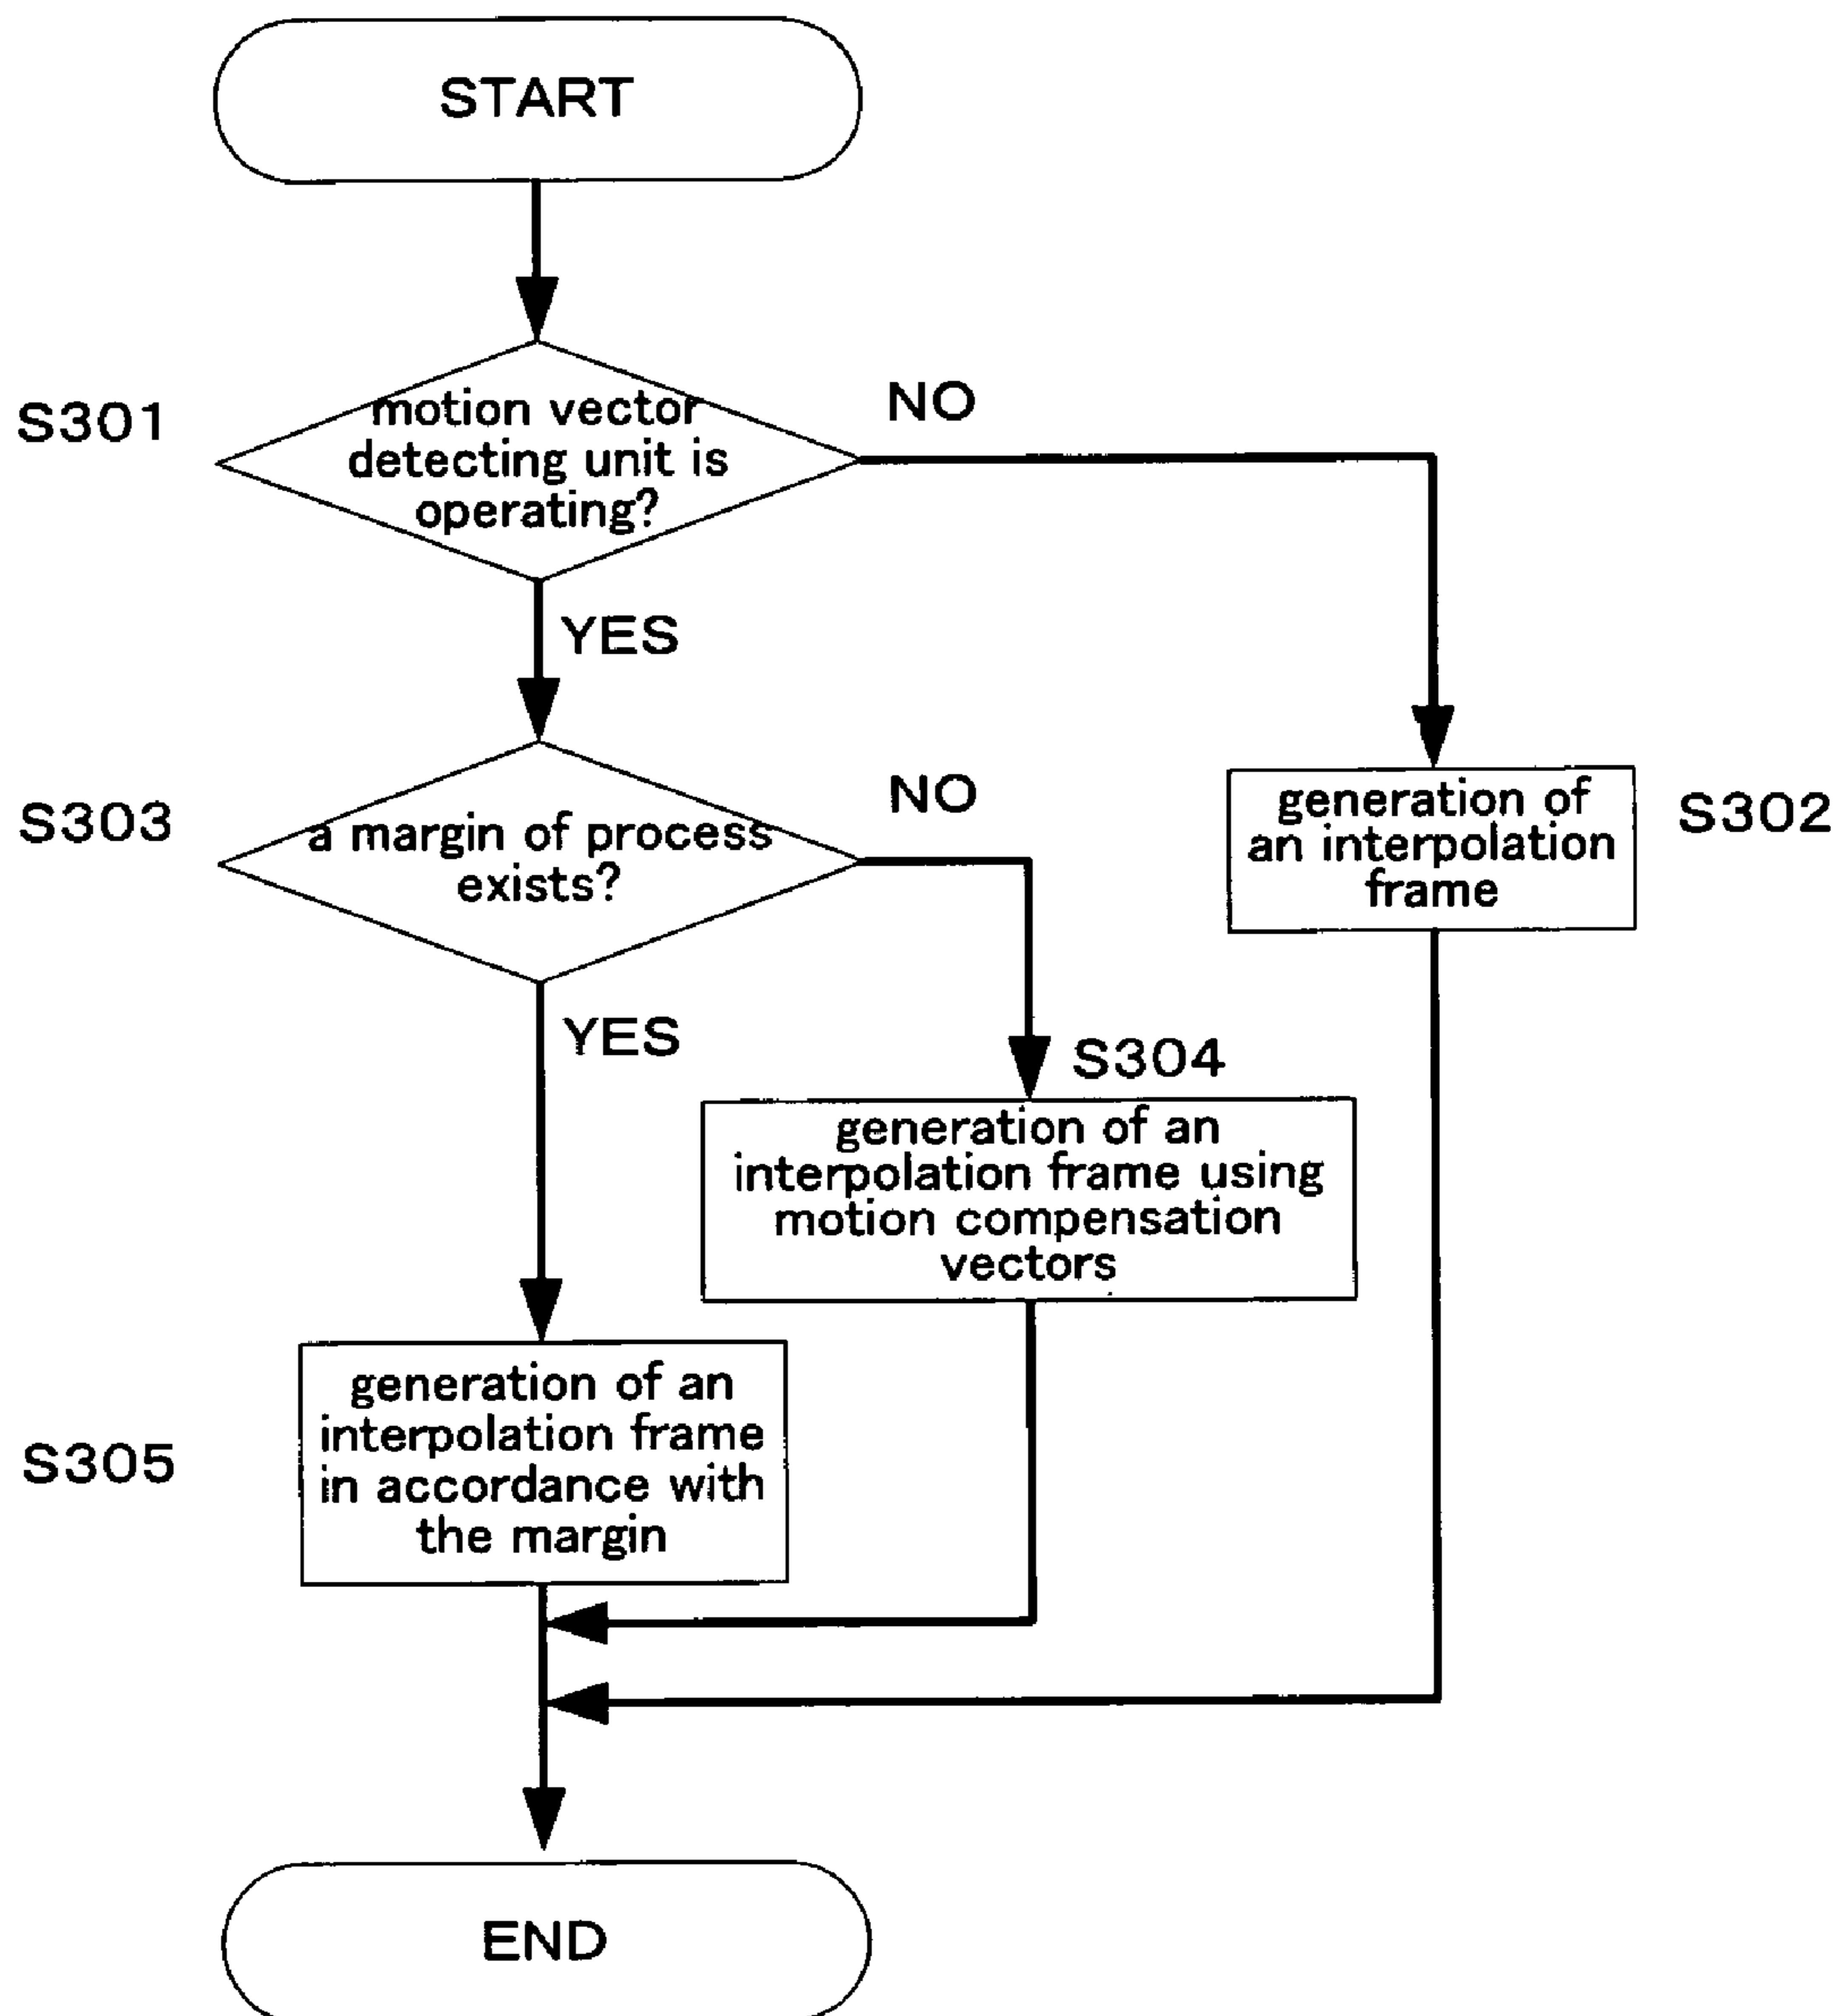 START
S301
motion vector
detecting unit is
operating?
NO
YES
S303
a margin of process
exists?
NO
generation of
an interpolation
frame
S302
YES
S304
generation of an
interpolation frame using
motion compensation
vectors
S305
generation of an
interpolation frame
in accordance with
the margin
END